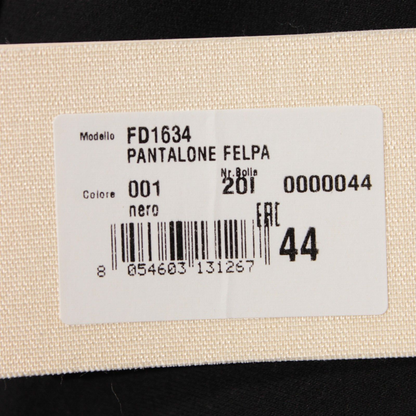 Modello FD1634
PANTALONE FELPA
Nr.Bolla
Colore 001 201 0000044
nero EAC
44
8 054603 131267